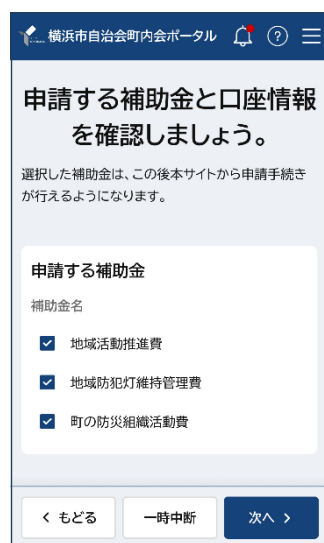 横浜市自治会町内会ポータル
申請する補助金と口座情報
を確認しましょう。
選択した補助金は、この後本サイトから申請手続き
が行えるようになります。
申請する補助金
補助金名
地域活動推進費
地域防犯灯維持管理費
町の防災組織活動費
もどる
一時中断
次へ